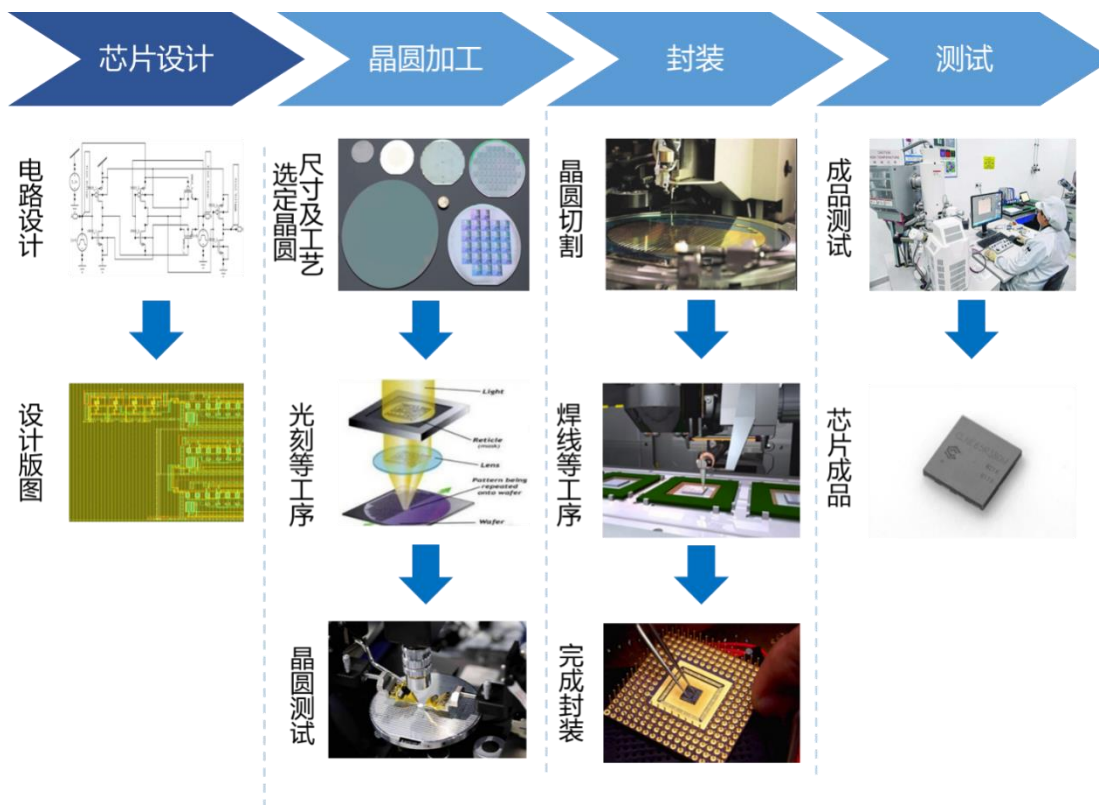 芯片设计
晶圆加工
封装
测试
电路设计
设计版图
选定晶圆
尺寸及工艺
光刻等工序
Light
Reticle
(mask)
Lens
Pattern being
repeated
onto wafer
Wafer
晶圆测试
晶圆切割
焊线等工序
完成封装
成品测试
芯片成品